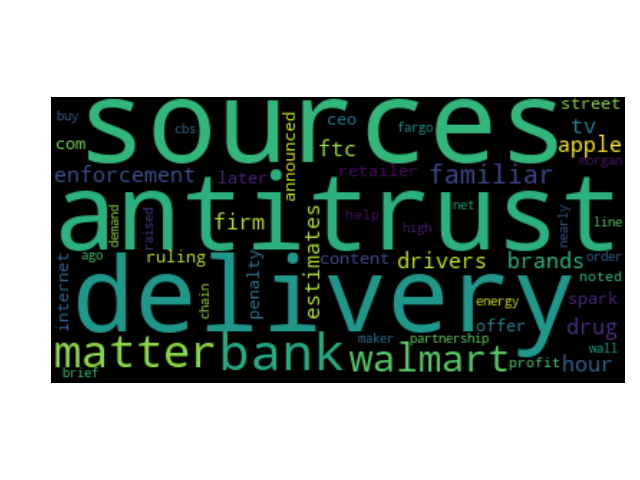 sources
street
buy
cbs
announced
ceo
fargo
tv
com
ftc
apple
enforcement
later
retailer
familiar
morgan
antitrust
demand
raised
firm
help
high
net
nearly
line
ago
ruling
estimates
content
drivers
brands
order
internet
delivery
penalty
chain
energy
noted
spark
offer
drug
matter
bank
maker
partnership
wall
walmart
profit
hour
brief